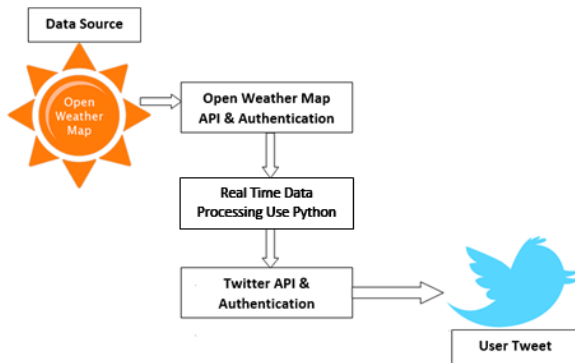 Data Source
Open
Weather
Map
Open Weather Map
API & Authentication
Real Time Data
Processing Use Python
Twitter API &
Authentication
User Tweet